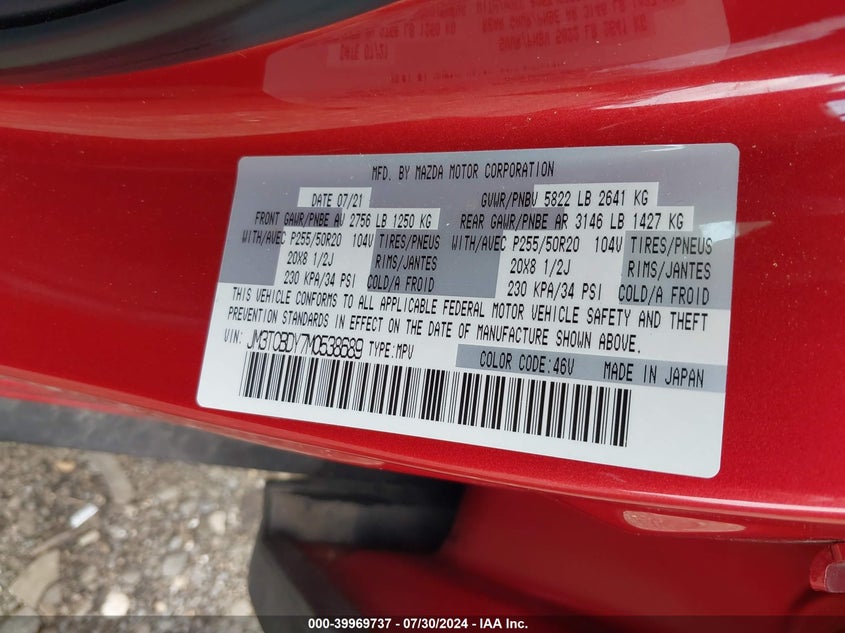 MFD. BY MAZDA MOTOR CORPORATION
DATE 07/21 GVWR/PNBV 5822 LB 2641 KG
FRONT GAWR/PNBE AV 2756 LB 1250 KG REAR GAWR/PNBE AR 3146 LB 1427 KG
WITH/AVEC P255/50R20 104V TIRES/PNEUS WITH/AVEC P255/50R20 104V TIRES/PNEUS
20X8 1/2J RIMS/JANTES 20X8 1/2J RIMS/JANTES
230 KPA/34 PSI COLD/A FROID 230 KPA/34 PSI COLD/A FROID
THIS VEHICLE CONFORMS TO ALL APPLICABLE FEDERAL MOTOR VEHICLE SAFETY AND THEFT
PREVENTION STANDARDS IN EFFECT ON THE DATE OF MANUFACTURE SHOWN ABOVE.
VIN: JM3TCBDY7M0538689 TYPE:MPV COLOR CODE:46V MADE IN JAPAN
000-39969737 - 07/30/2024 - IAA Inc.